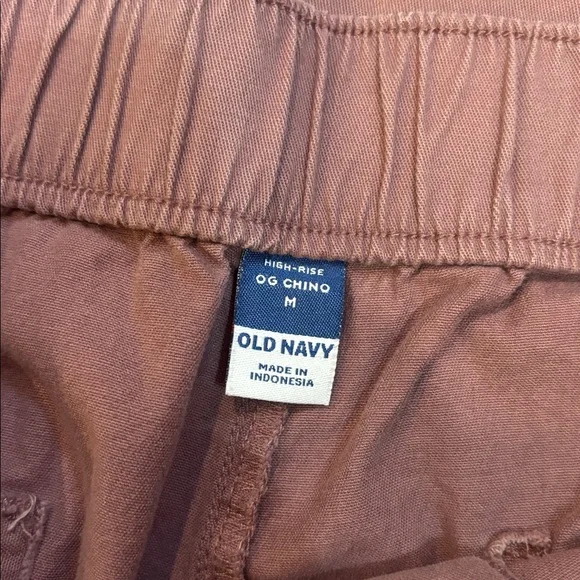 HIGH-RISE
OG CHINO
M
OLD NAVY
MADE IN
INDONESIA